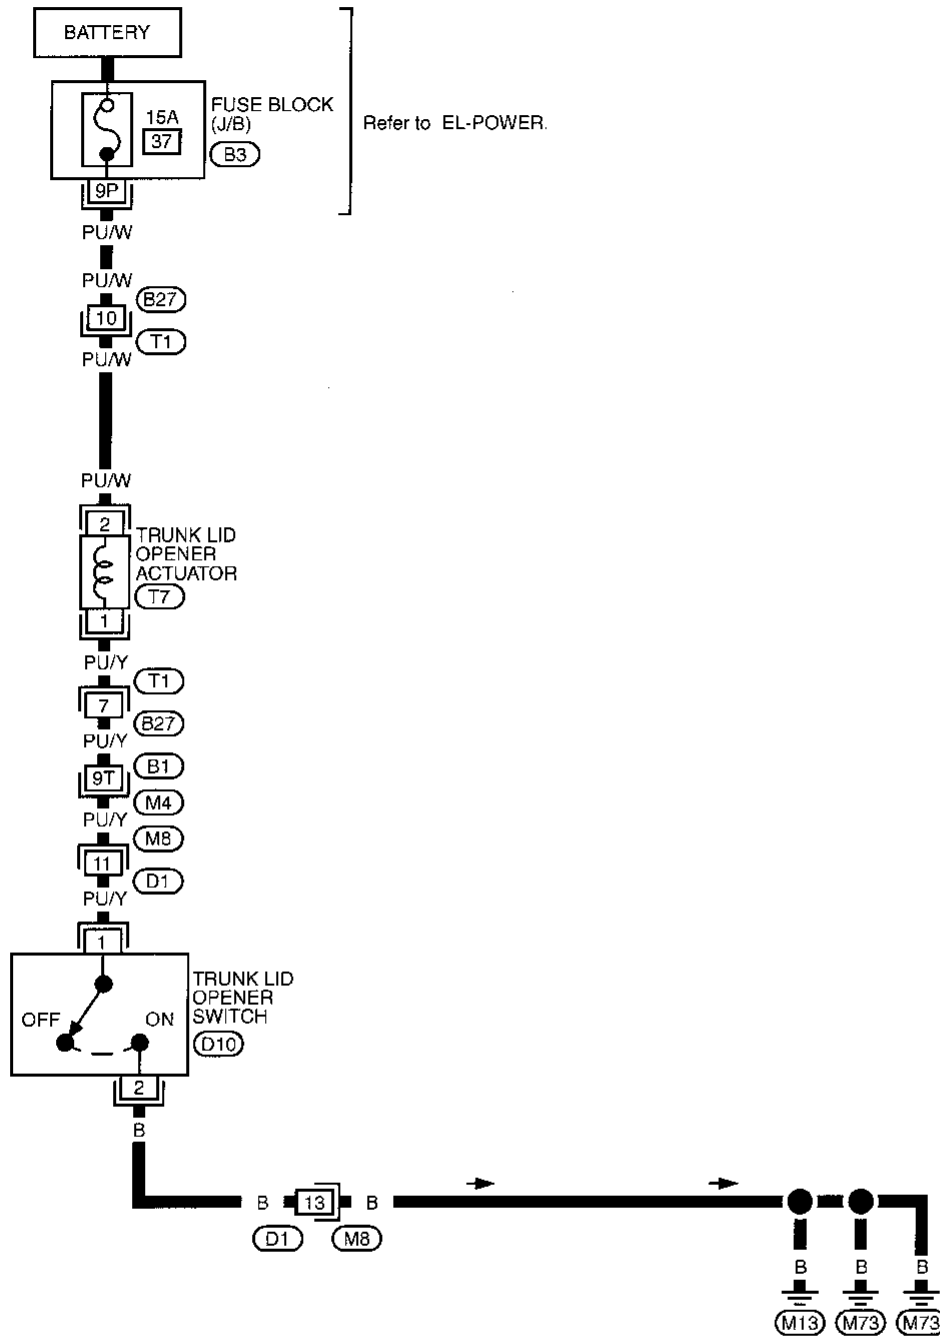 BATTERY
FUSE BLOCK
(J/B)
15A
37
B3
Refer to EL-POWER.
9P
PU/W
PU/W
B27
10
T1
PU/W
PU/W
2
TRUNK LID
OPENER
ACTUATOR
T7
1
PU/Y
T1
7
B27
PU/Y
B1
9T
M4
PU/Y
M8
11
D1
PU/Y
1
TRUNK LID
OPENER
SWITCH
OFF
ON
D10
2
B
B
13
B
D1
M8
B
B
B
M13
M73
M73